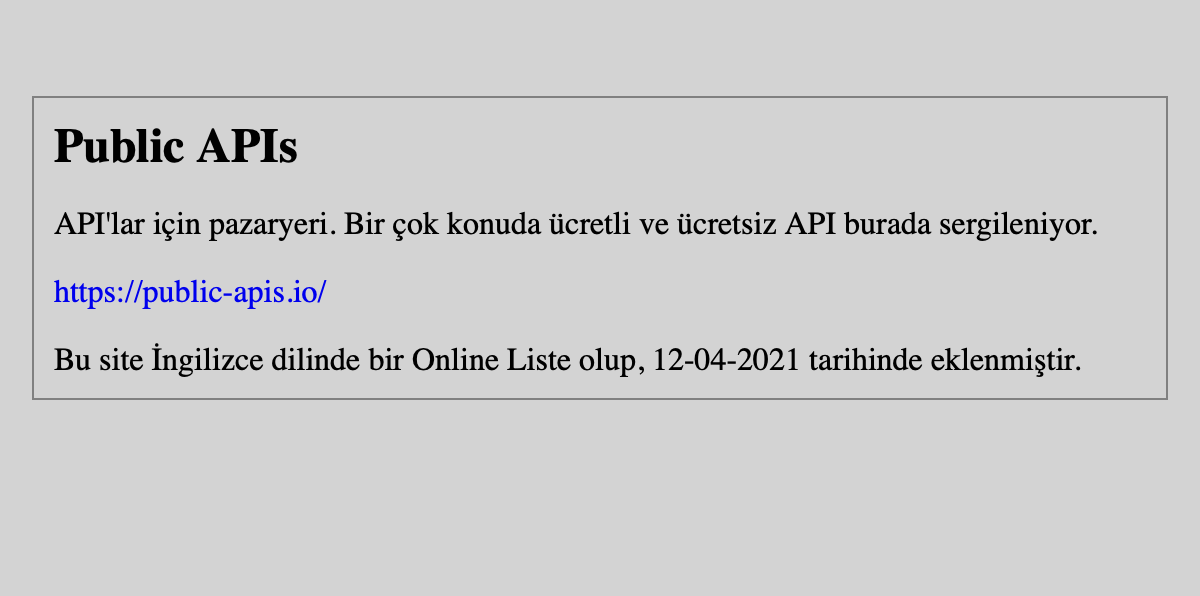 Public APIs
API'lar için pazaryeri. Bir çok konuda ücretli ve ücretsiz API burada sergileniyor.
https://public-apis.io/
Bu site İngilizce dilinde bir Online Liste olup, 12-04-2021 tarihinde eklenmiştir.